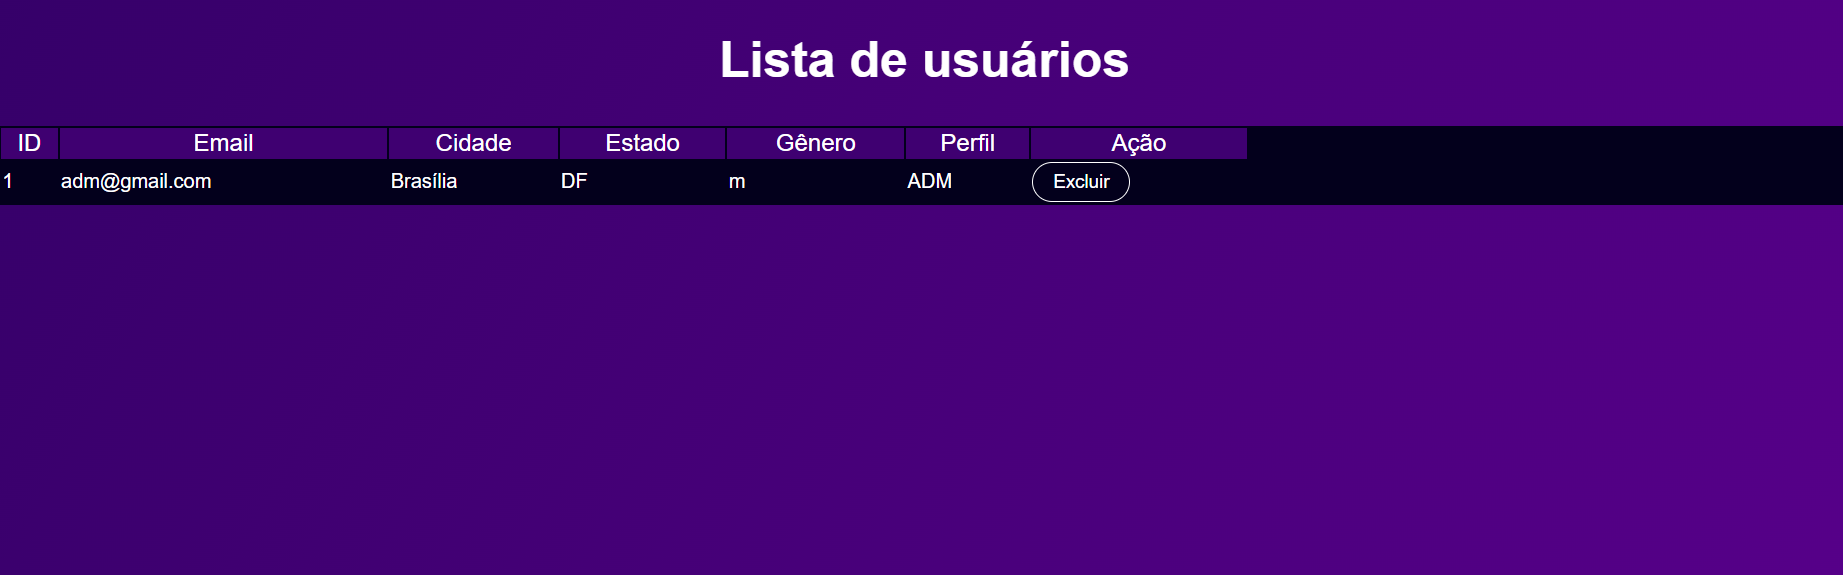 Lista de usuários
ID Email Cidade Estado Gênero Perfil Ação
1 adm@gmail.com Brasília DF m ADM Excluir